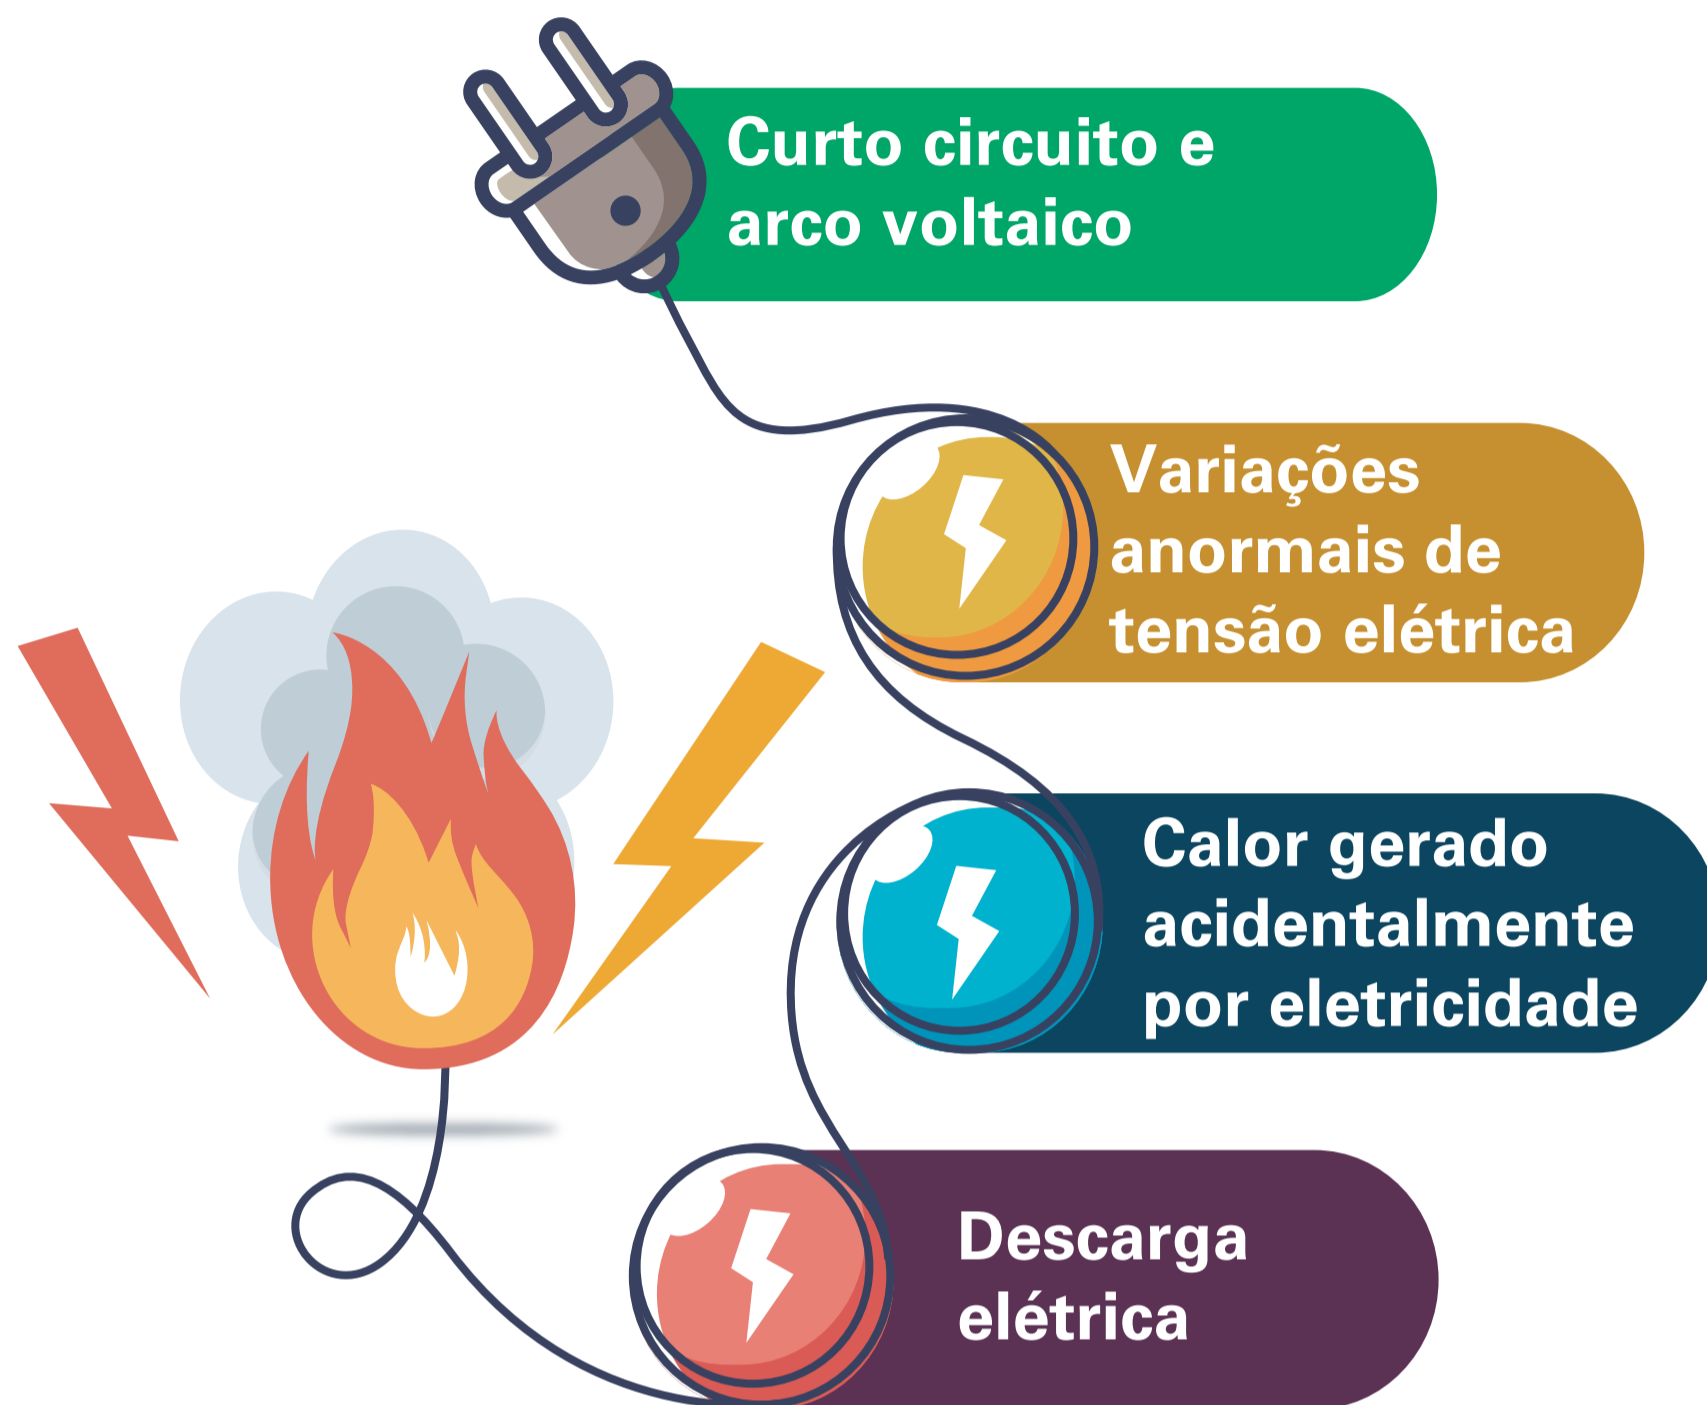 Curto circuito e
arco voltaico
Variações
anormais de
tensão elétrica
Calor gerado
acidentalmente
por eletricidade
Descarga
elétrica